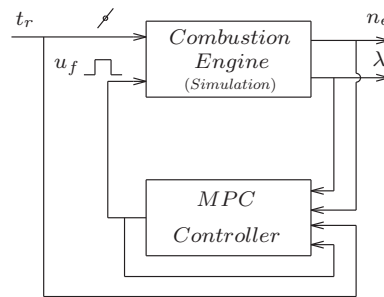 t_r
n_e
Combustion
Engine
(Simulation)
u_f
λ
MPC
Controller